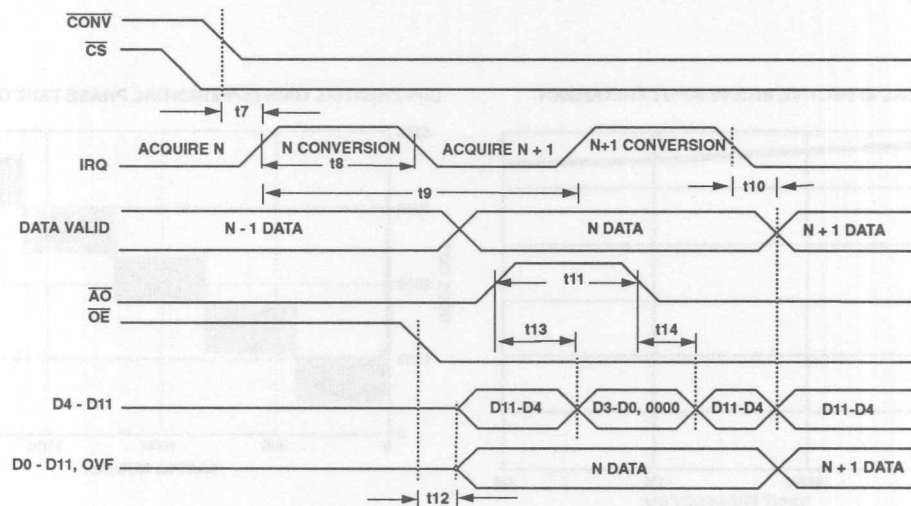 CONV
CS
t7
ACQUIRE N
N CONVERSION
ACQUIRE N + 1
N+1 CONVERSION
IRQ
t8
t10
t9
DATA VALID
N - 1 DATA
N DATA
N + 1 DATA
AO
t11
OE
t13
t14
D4 - D11
D11-D4
D3-D0, 0000
D11-D4
D11-D4
D0 - D11, OVF
N DATA
N + 1 DATA
t12